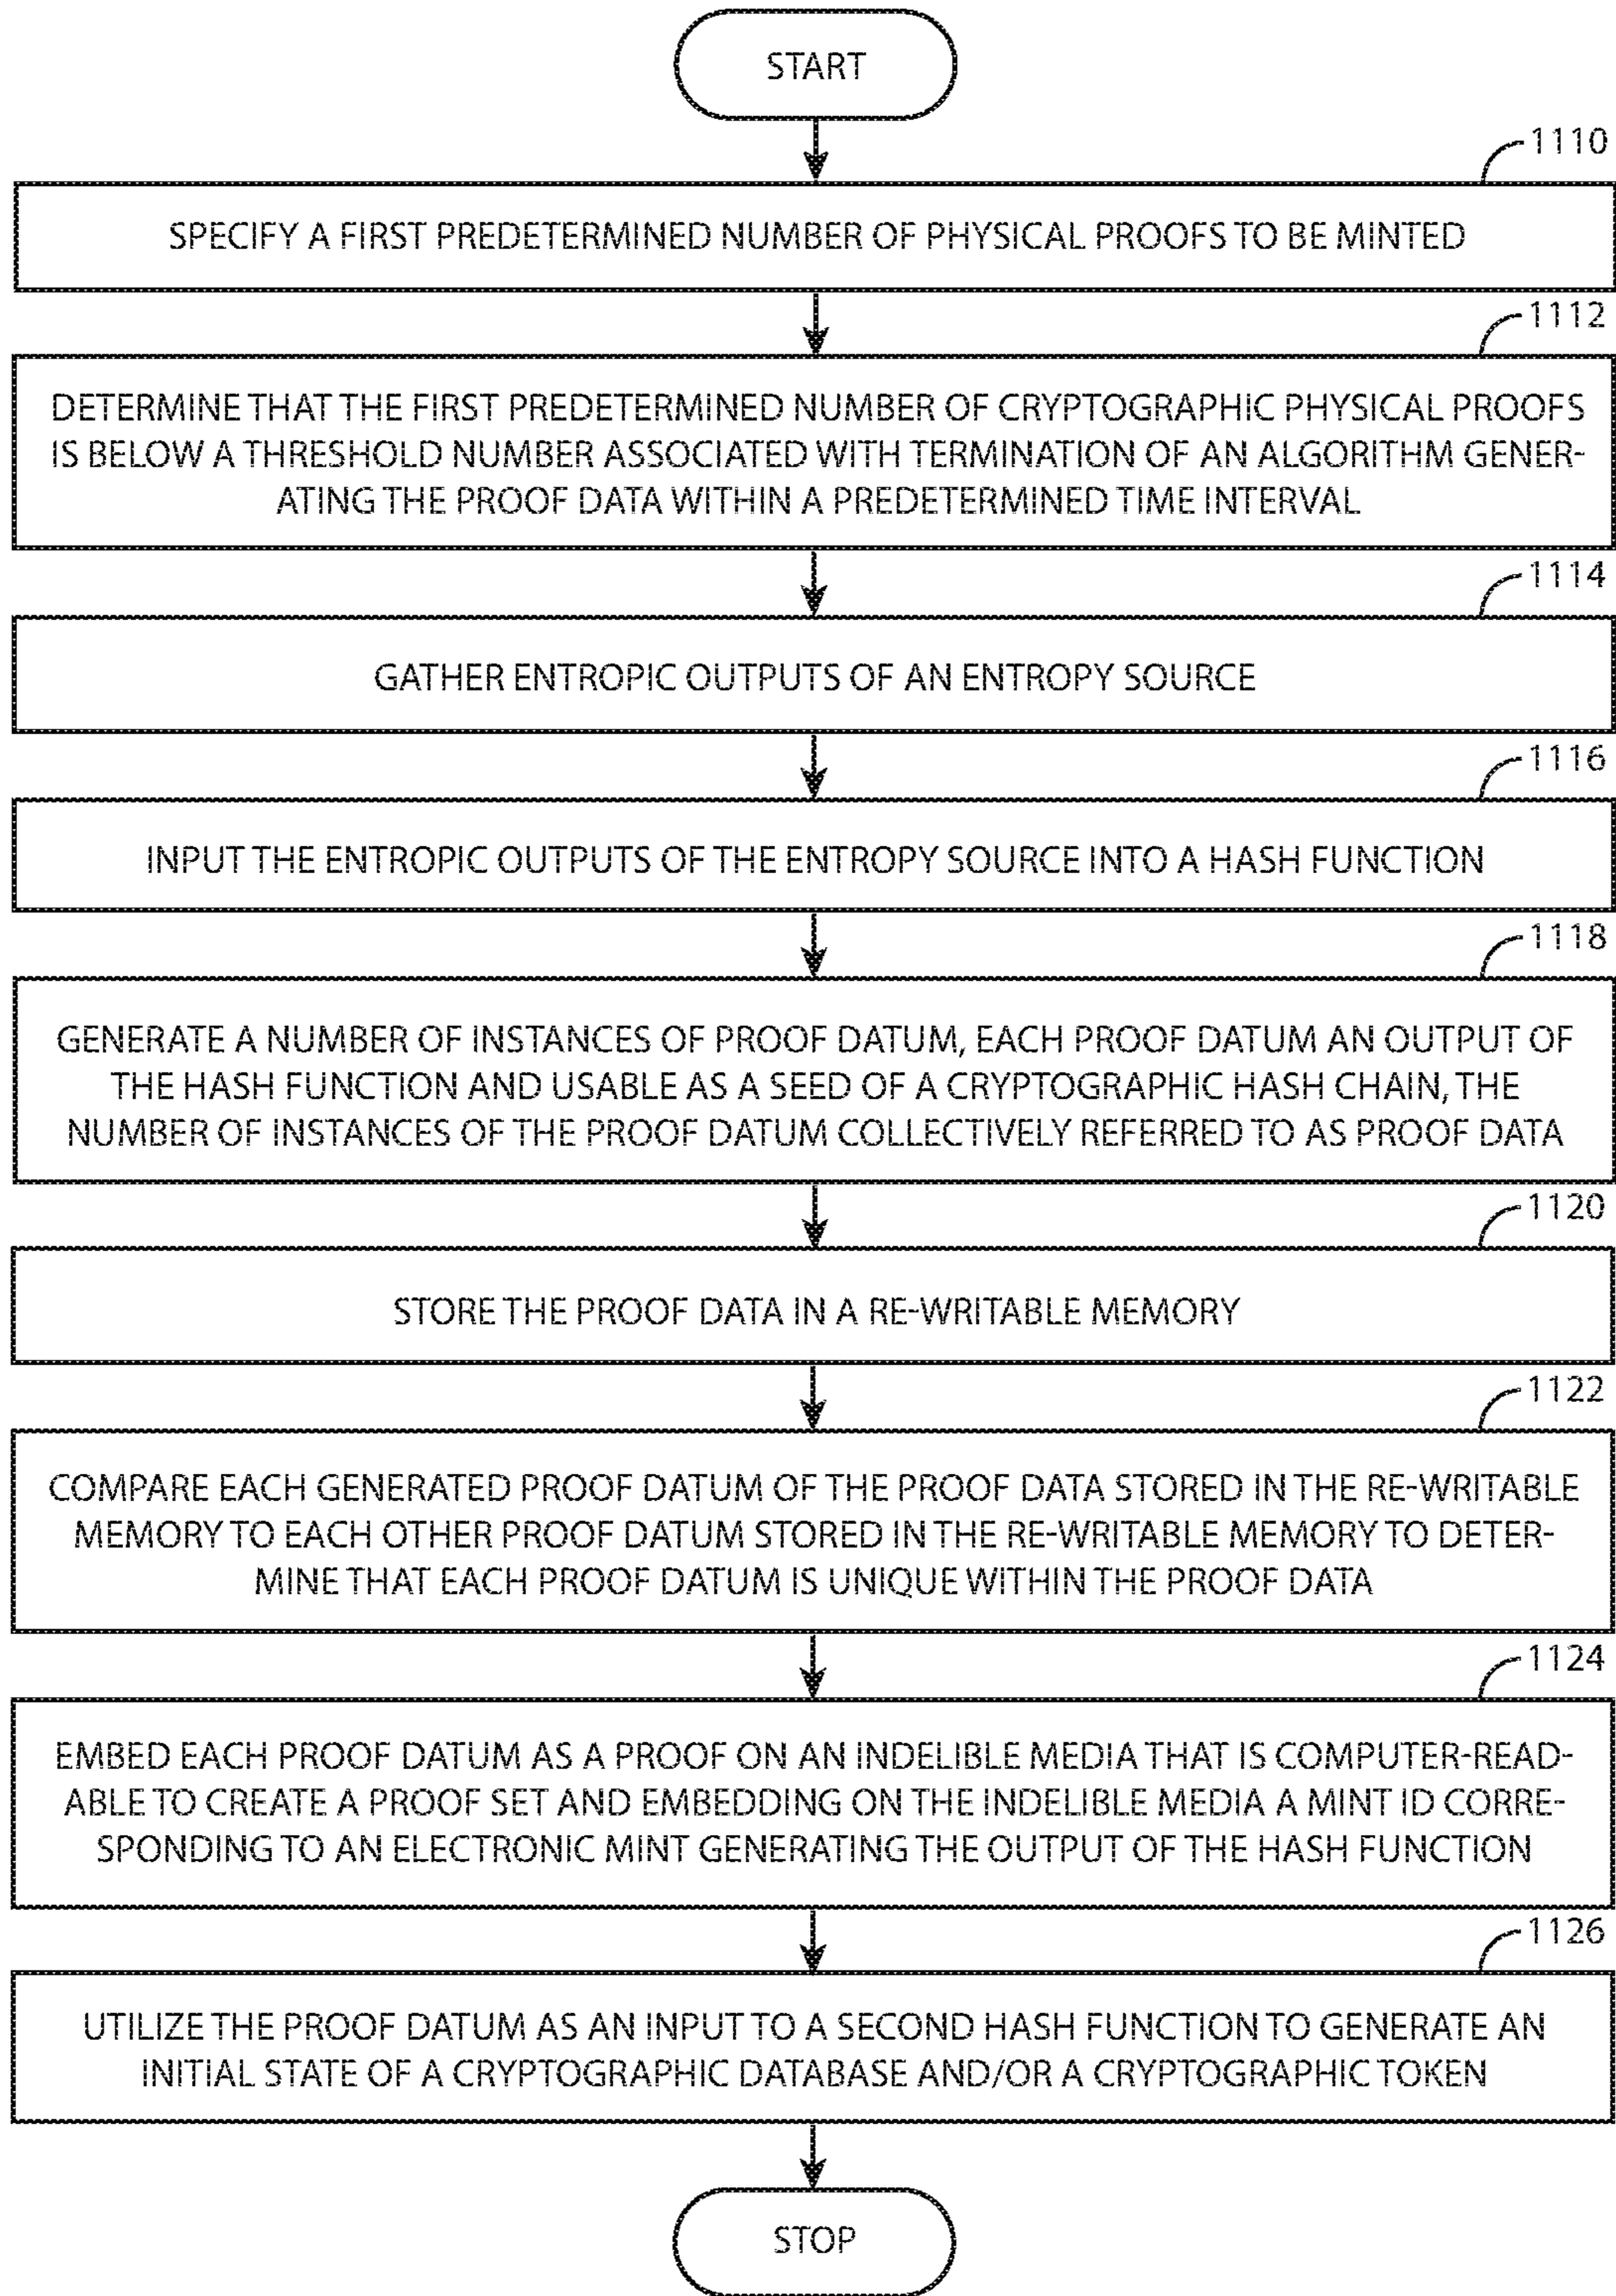 START
1110
SPECIFY A FIRST PREDETERMINED NUMBER OF PHYSICAL PROOFS TO BE MINTED
1112
DETERMINE THAT THE FIRST PREDETERMINED NUMBER OF CRYPTOGRAPHIC PHYSICAL PROOFS
IS BELOW A THRESHOLD NUMBER ASSOCIATED WITH TERMINATION OF AN ALGORITHM GENER-
ATING THE PROOF DATA WITHIN A PREDETERMINED TIME INTERVAL
1114
GATHER ENTROPIC OUTPUTS OF AN ENTROPY SOURCE
1116
INPUT THE ENTROPIC OUTPUTS OF THE ENTROPY SOURCE INTO A HASH FUNCTION
1118
GENERATE A NUMBER OF INSTANCES OF PROOF DATUM, EACH PROOF DATUM AN OUTPUT OF
THE HASH FUNCTION AND USABLE AS A SEED OF A CRYPTOGRAPHIC HASH CHAIN, THE
NUMBER OF INSTANCES OF THE PROOF DATUM COLLECTIVELY REFERRED TO AS PROOF DATA
1120
STORE THE PROOF DATA IN A RE-WRITABLE MEMORY
1122
COMPARE EACH GENERATED PROOF DATUM OF THE PROOF DATA STORED IN THE RE-WRITABLE
MEMORY TO EACH OTHER PROOF DATUM STORED IN THE RE-WRITABLE MEMORY TO DETER-
MINE THAT EACH PROOF DATUM IS UNIQUE WITHIN THE PROOF DATA
1124
EMBED EACH PROOF DATUM AS A PROOF ON AN INDELIBLE MEDIA THAT IS COMPUTER-READ-
ABLE TO CREATE A PROOF SET AND EMBEDDING ON THE INDELIBLE MEDIA A MINT ID CORRE-
SPONDING TO AN ELECTRONIC MINT GENERATING THE OUTPUT OF THE HASH FUNCTION
1126
UTILIZE THE PROOF DATUM AS AN INPUT TO A SECOND HASH FUNCTION TO GENERATE AN
INITIAL STATE OF A CRYPTOGRAPHIC DATABASE AND/OR A CRYPTOGRAPHIC TOKEN
STOP